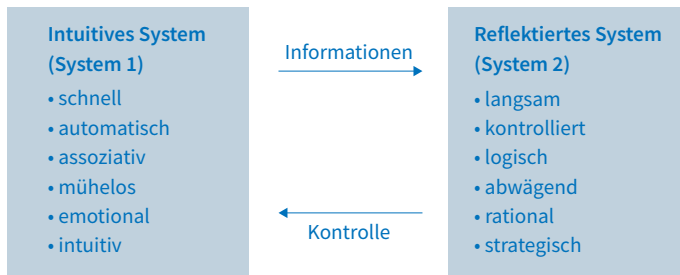 Intuitives System
(System 1)
• schnell
• automatisch
• assoziativ
• mühelos
• emotional
• intuitiv
Informationen
Kontrolle
Reflektiertes System
(System 2)
• langsam
• kontrolliert
• logisch
• abwägend
• rational
• strategisch